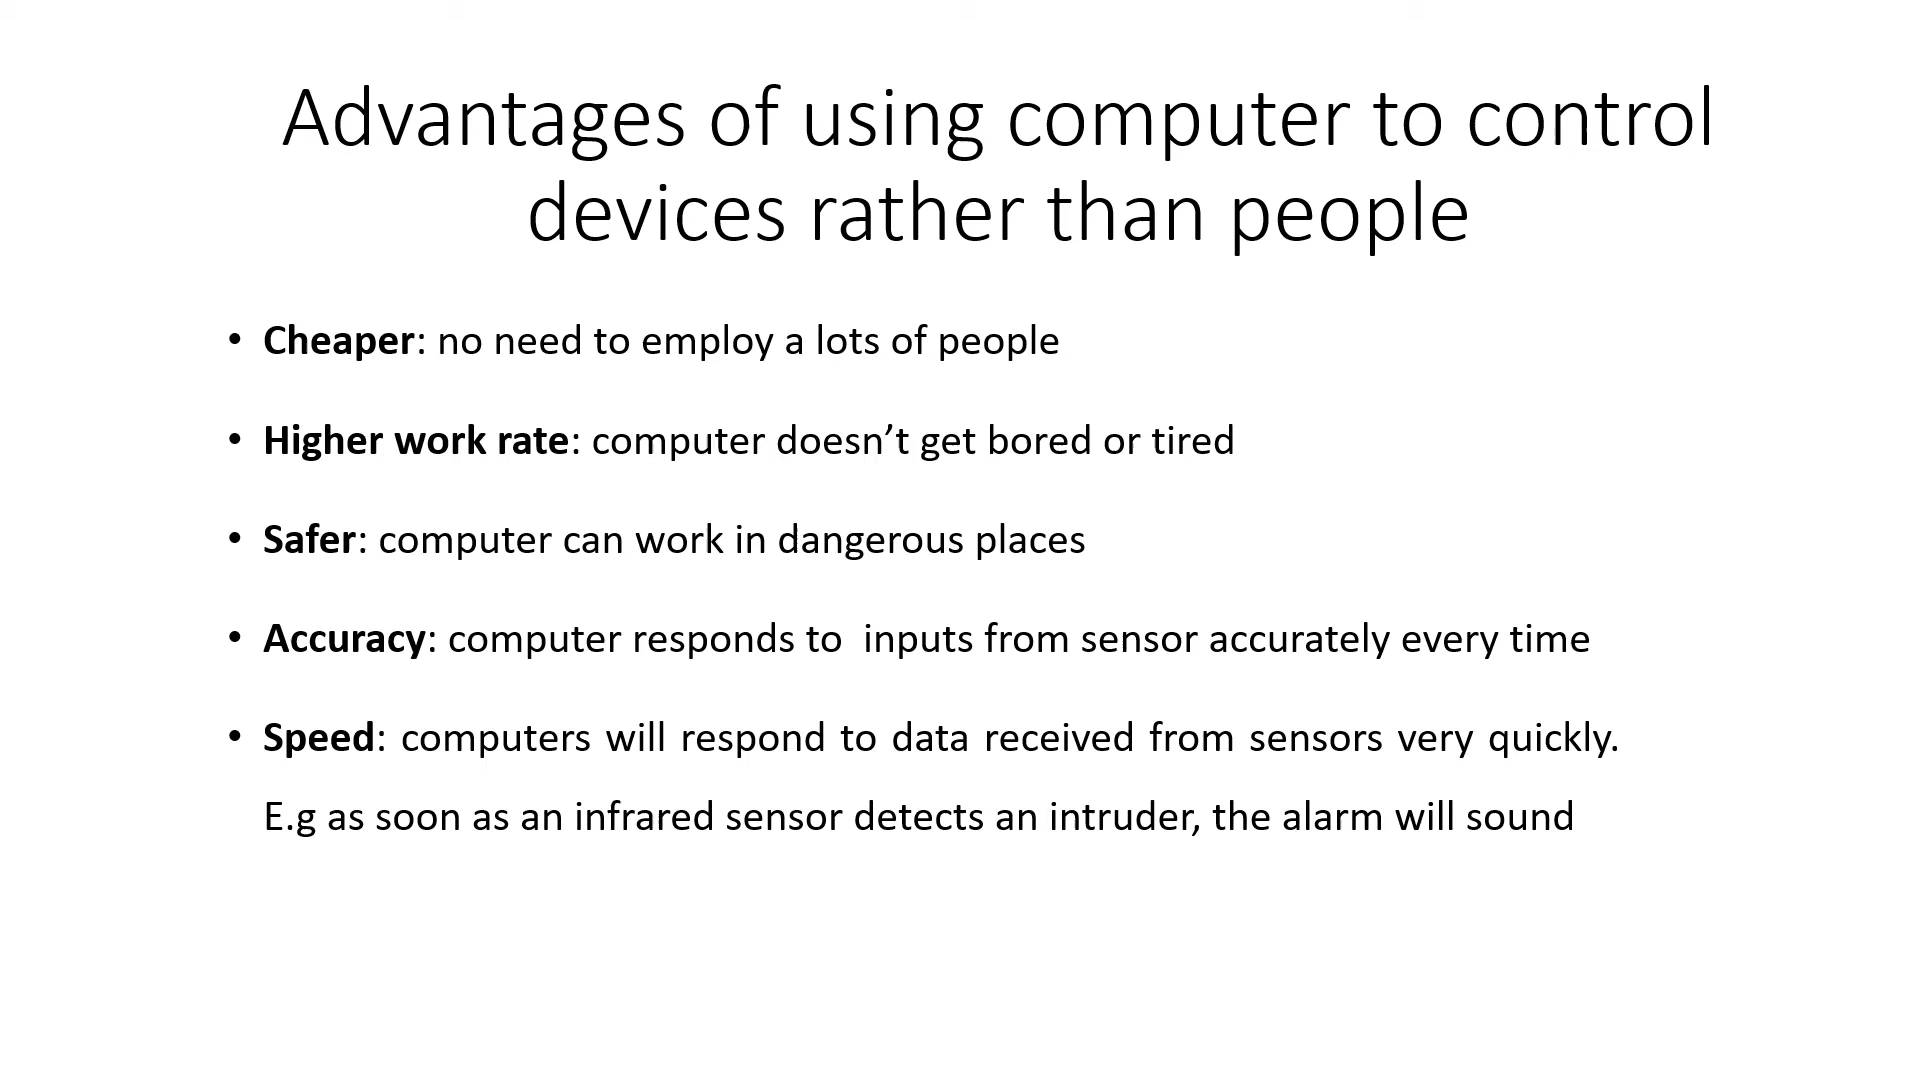 Advantages of using computer to control
devices rather than people
• Cheaper: no need to employ a lots of people
• Higher work rate: computer doesn’t get bored or tired
• Safer: computer can work in dangerous places
• Accuracy: computer responds to  inputs from sensor accurately every time
• Speed: computers will respond to data received from sensors very quickly.
E.g as soon as an infrared sensor detects an intruder, the alarm will sound